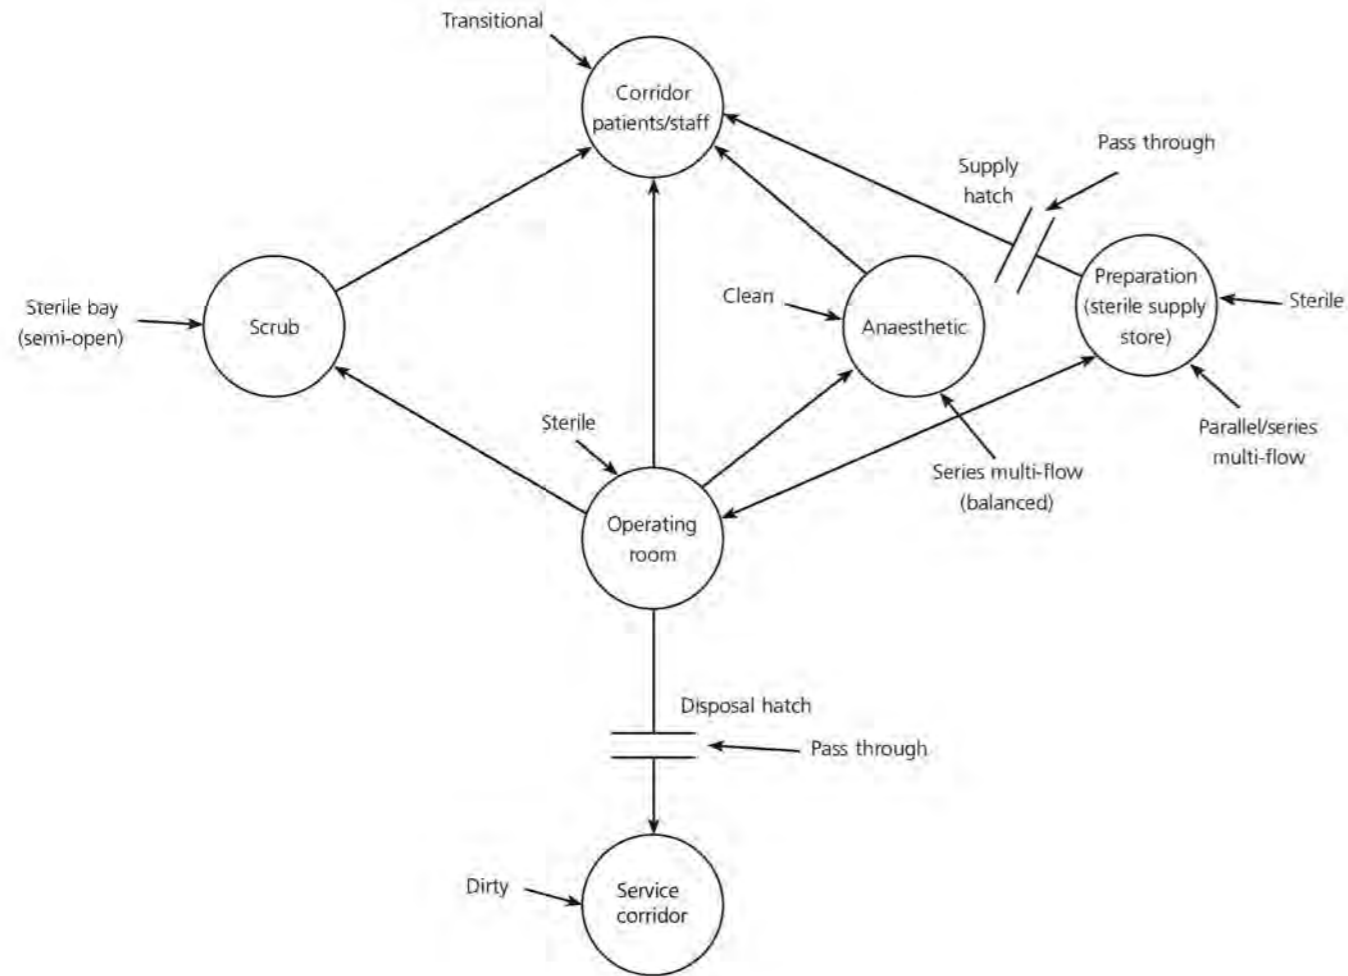 Transitional
Corridor
patients/staff
Pass through
Supply
hatch
Preparation
(sterile supply
store)
Sterile
Clean
Anaesthetic
Sterile bay
(semi-open)
Scrub
Sterile
Parallel/series
multi-flow
Series multi-flow
(balanced)
Operating
room
Disposal hatch
Pass through
Dirty
Service
corridor